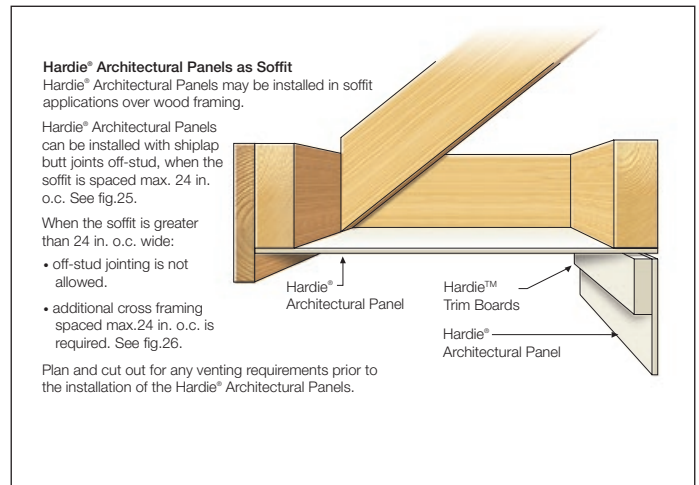 Hardie® Architectural Panels as Soffit
Hardie® Architectural Panels may be installed in soffit
applications over wood framing.
Hardie® Architectural Panels
can be installed with shiplap
butt joints off-stud, when the
soffit is spaced max. 24 in.
o.c. See fig.25.
When the soffit is greater
than 24 in. o.c. wide:
• off-stud jointing is not
allowed.
• additional cross framing
spaced max.24 in. o.c. is
required. See fig.26.
Plan and cut out for any venting requirements prior to
the installation of the Hardie® Architectural Panels.
Hardie®
Architectural Panel
Hardie™
Trim Boards
Hardie®
Architectural Panel